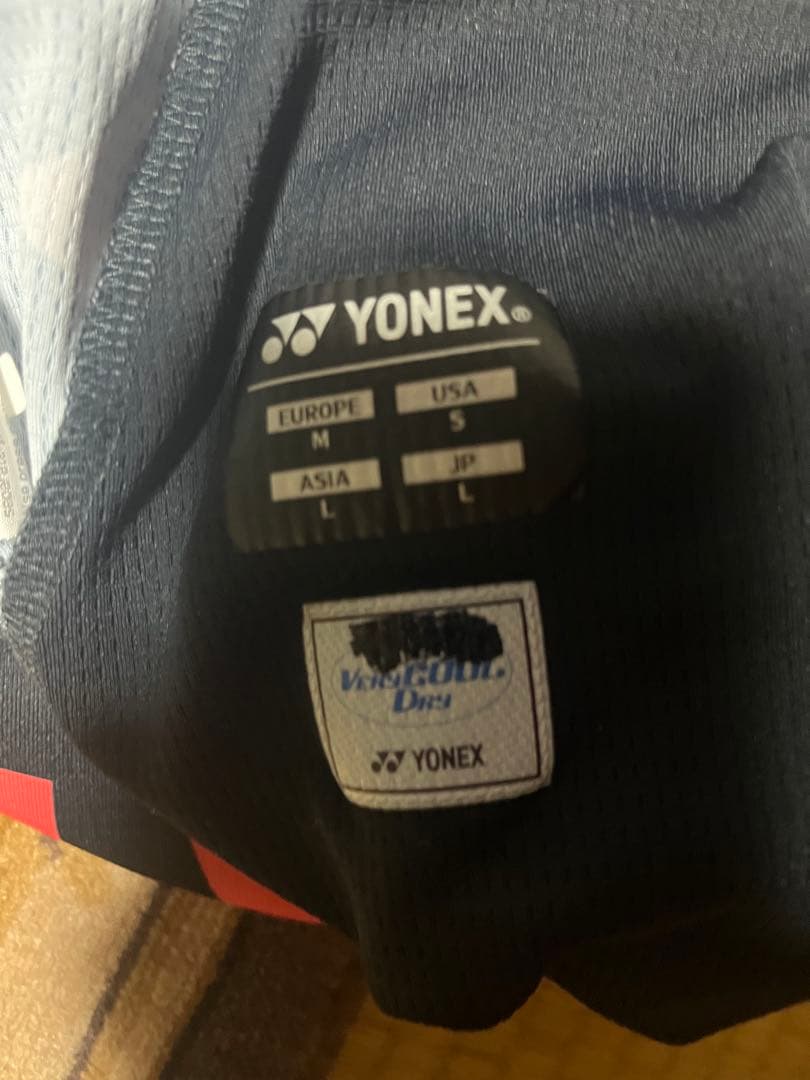 YONEX®
EUROPE USA
M S
ASIA JP
L L
VERYCOOL
DRY
YONEX